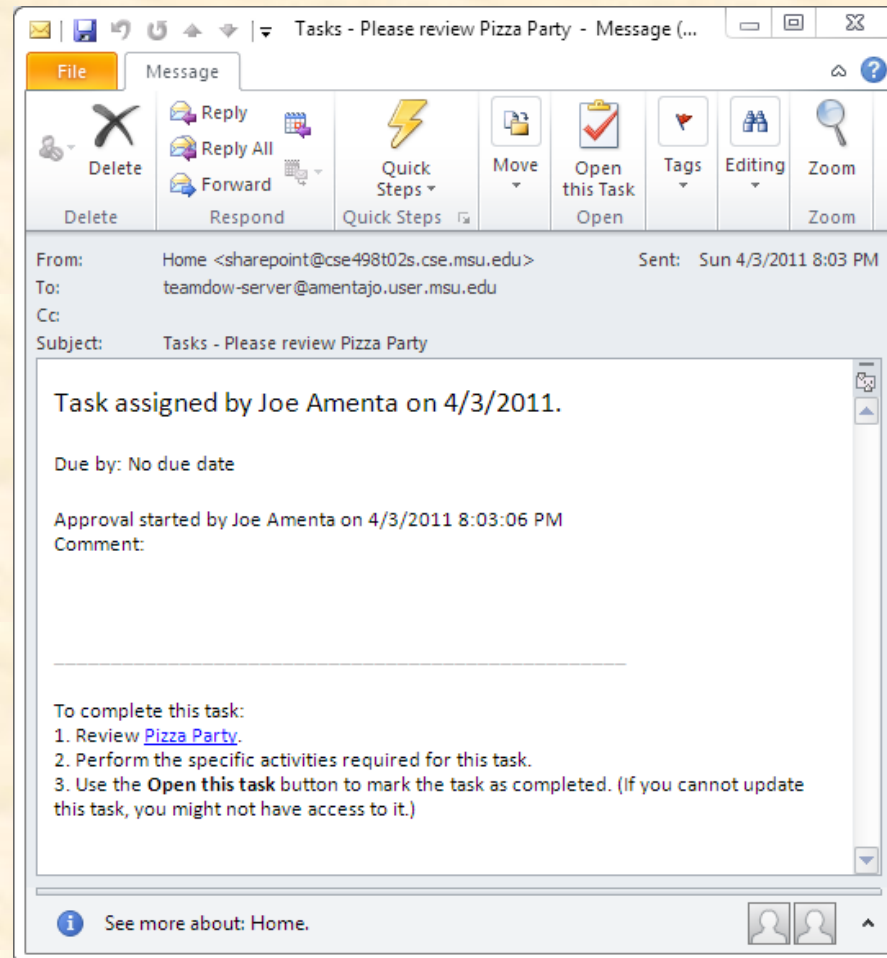 Tasks - Please review Pizza Party - Message (...
File Message
Delete
Reply
Reply All
Forward
Quick
Steps
Move
Open
this Task
Tags
Editing
Zoom
Delete Respond Quick Steps Open Zoom
From: Home <sharepoint@cse498t02s.cse.msu.edu> Sent: Sun 4/3/2011 8:03 PM
To: teamdow-server@amentajo.user.msu.edu
Cc:
Subject: Tasks - Please review Pizza Party
Task assigned by Joe Amenta on 4/3/2011.
Due by: No due date
Approval started by Joe Amenta on 4/3/2011 8:03:06 PM
Comment:
To complete this task:
1. Review Pizza Party.
2. Perform the specific activities required for this task.
3. Use the Open this task button to mark the task as completed. (If you cannot update
this task, you might not have access to it.)
See more about: Home.